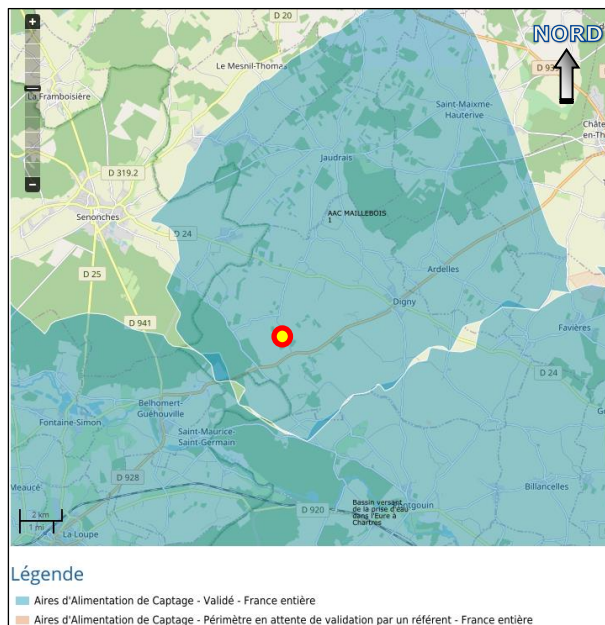 D 20
NORD
Le Mesnil-Thomas
La Framboisière
Saint-Maixme-
Hauterive
Jaudrais
D 319.2
AAC MAILLEBOIS
1
Senonches
D 24
D 25
Ardelles
Digny
D 941
Favières
D 24
Belhomert-
Guéhouville
Fontaine-Simon
Saint-Maurice-
Saint-Germain
D 928
Meaucé
Billancelles
Bassin versant
de la prise d'eau
dans l'Eure à
Chartres
D 920
2 km
1 mi
La Loupe
Légende
Aires d'Alimentation de Captage - Validé - France entière
Aires d'Alimentation de Captage - Périmètre en attente de validation par un référent - France entière